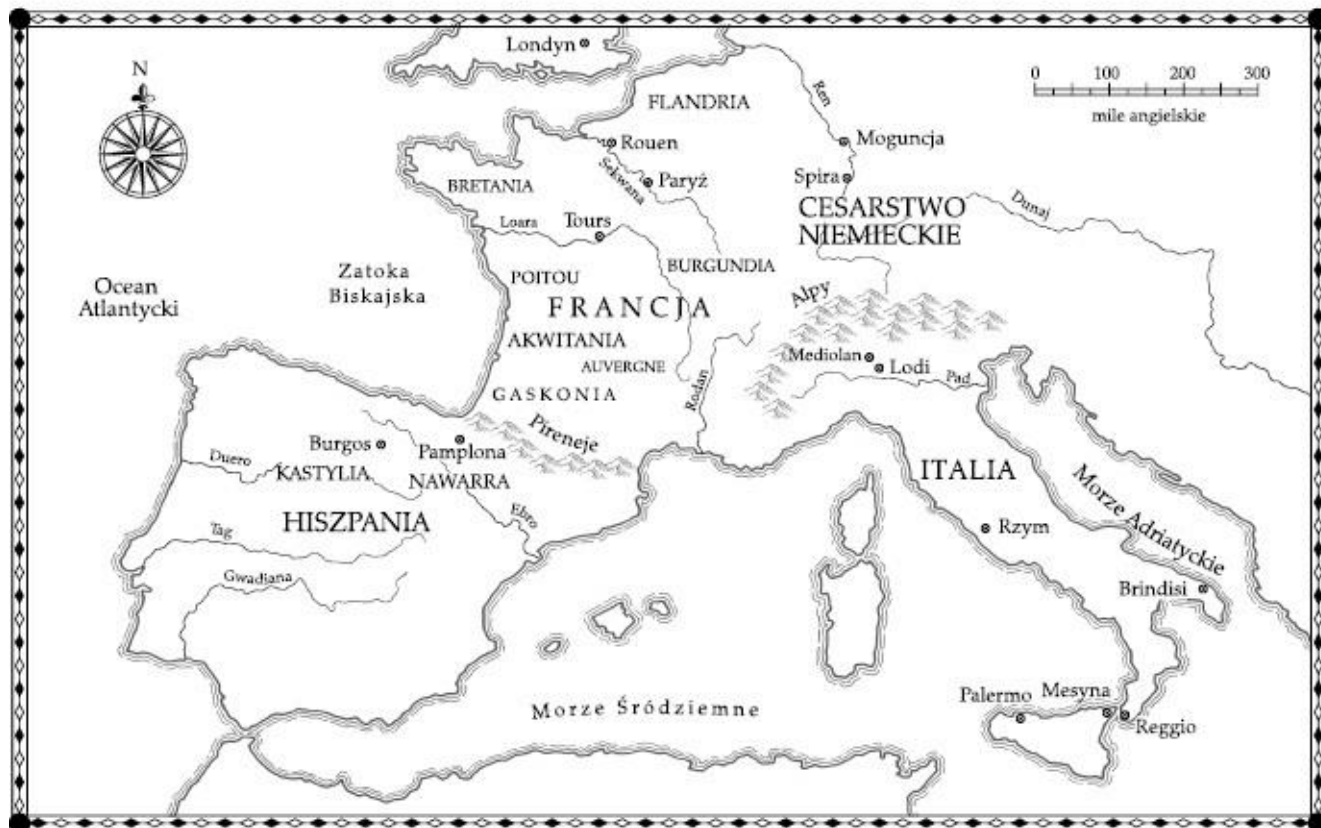 Londyn
N
0 100 200 300
mile angielskie
FLANDRIA
Ren
Rouen
Moguncja
Sekwana
Paryż
Spira
BRETANIA
CESARSTWO
NIEMIECKIE
Dunaj
Loara
Tours
Ocean
Atlantycki
Zatoka
Biskajska
POITOU
BURGUNDIA
FRANCJA
Alpy
AKWITANIA
AUVERGNE
Mediolan
Lodi
Pad
GASKONIA
Rodan
Pireneje
Burgos
Pamplona
Duero
KASTYLIA
NAWARRA
ITALIA
Morze Adriatyckie
HISZPANIA
Ebro
Tag
Rzym
Gwadiana
Brindisi
Morze Śródziemne
Palermo
Mesyna
Reggio